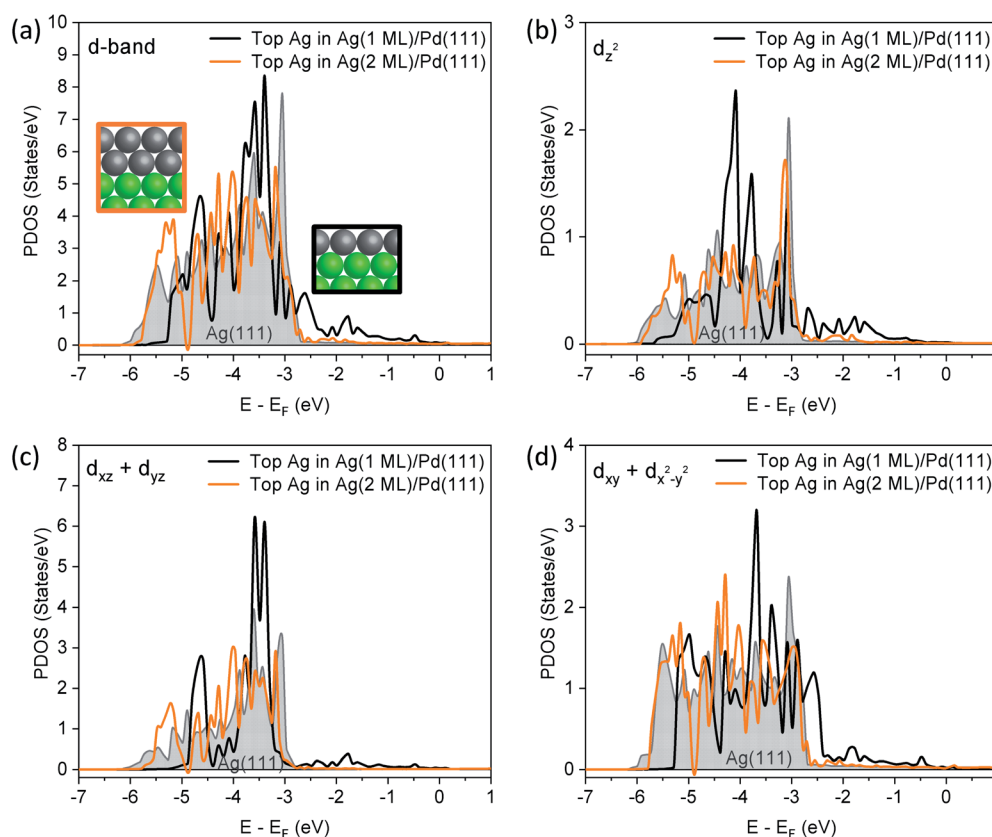 (a)
d-band
Top Ag in Ag(1 ML)/Pd(111)
Top Ag in Ag(2 ML)/Pd(111)
Ag(111)
PDOS (States/eV)
10
9
8
7
6
5
4
3
2
1
0
-7 -6 -5 -4 -3 -2 -1 0 1
E - E_F (eV)
(b)
d_z²
Top Ag in Ag(1 ML)/Pd(111)
Top Ag in Ag(2 ML)/Pd(111)
Ag(111)
PDOS (States/eV)
3
2
1
0
-7 -6 -5 -4 -3 -2 -1 0
E - E_F (eV)
(c)
d_xz + d_yz
Top Ag in Ag(1 ML)/Pd(111)
Top Ag in Ag(2 ML)/Pd(111)
Ag(111)
PDOS (States/eV)
8
7
6
5
4
3
2
1
0
-7 -6 -5 -4 -3 -2 -1 0 1
E - E_F (eV)
(d)
d_xy + d_x²-y²
Top Ag in Ag(1 ML)/Pd(111)
Top Ag in Ag(2 ML)/Pd(111)
Ag(111)
PDOS (States/eV)
4
3
2
1
0
-7 -6 -5 -4 -3 -2 -1 0
E - E_F (eV)